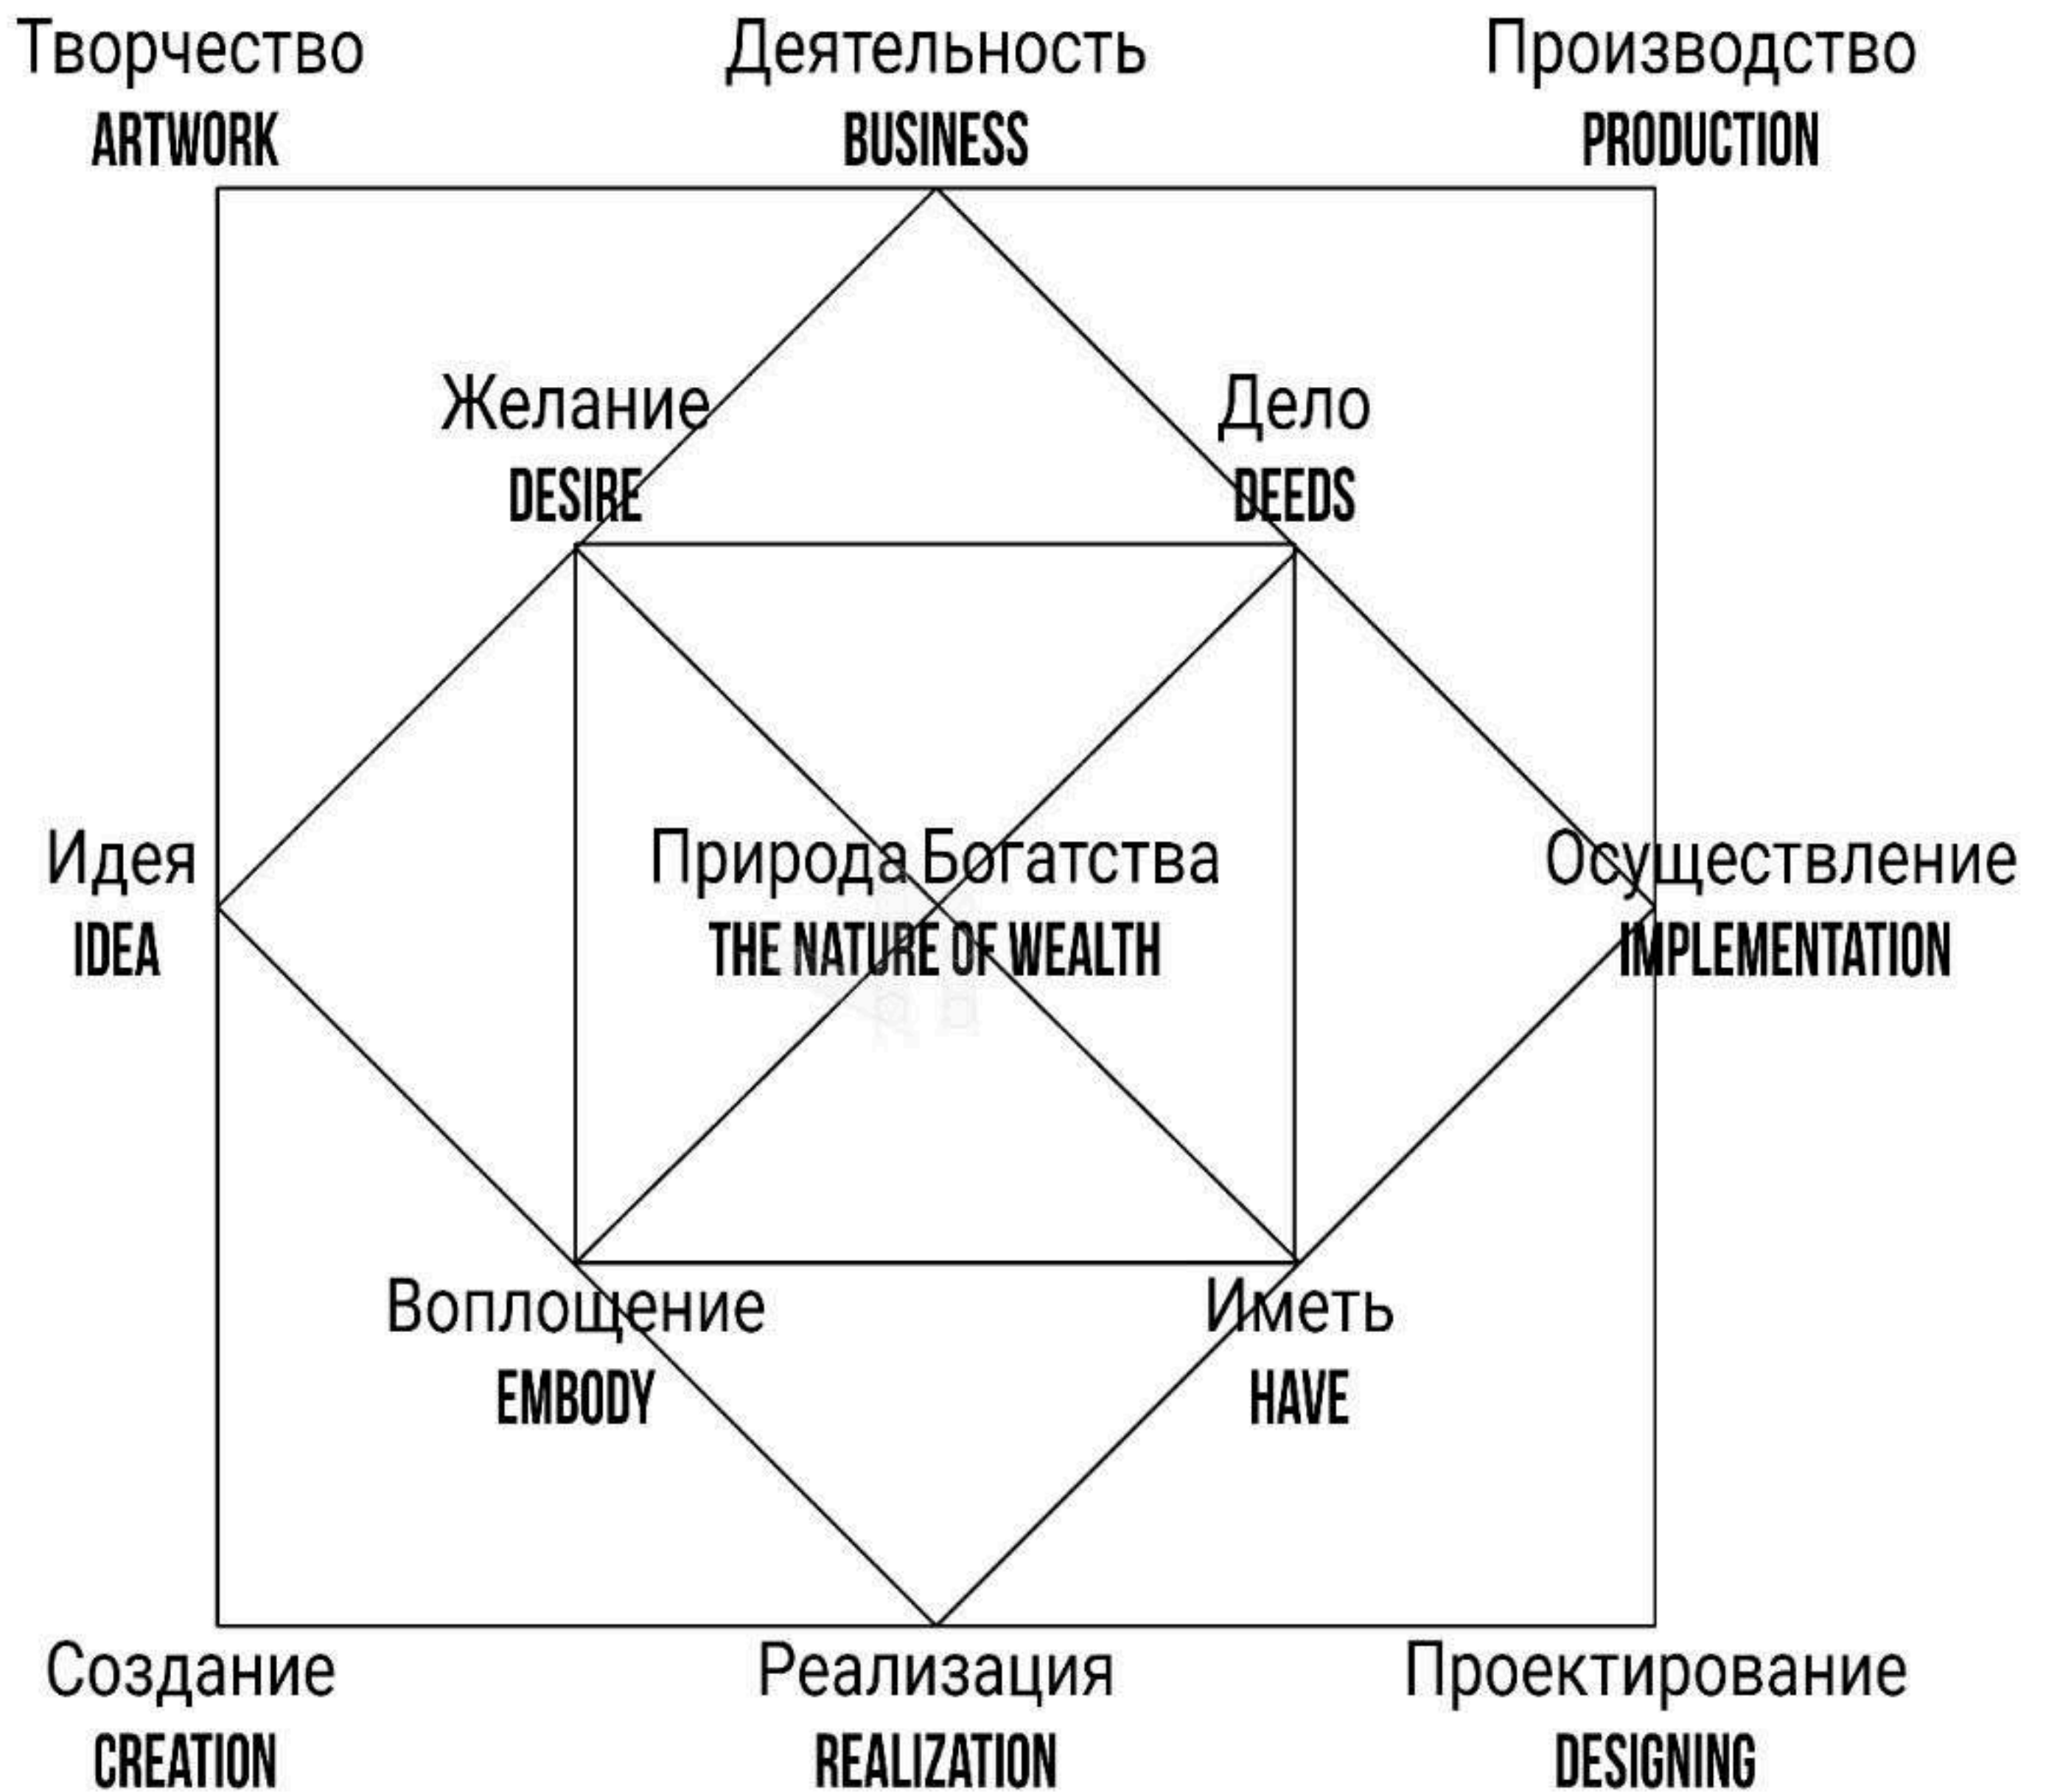 Творчество
ARTWORK
Деятельность
BUSINESS
Производство
PRODUCTION
Желание
DESIRE
Дело
DEEDS
Идея
IDEA
Природа Богатства
THE NATURE OF WEALTH
Осуществление
IMPLEMENTATION
Воплощение
EMBODY
Иметь
HAVE
Создание
CREATION
Реализация
REALIZATION
Проектирование
DESIGNING